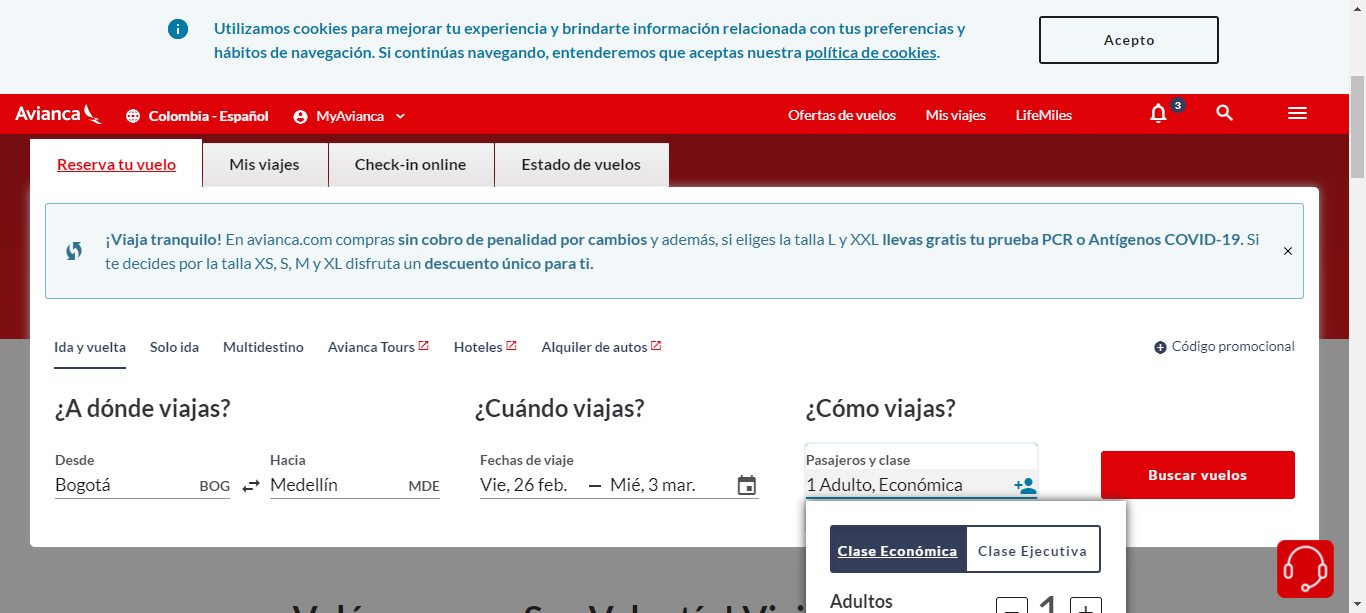 Utilizamos cookies para mejorar tu experiencia y brindarte información relacionada con tus preferencias y
hábitos de navegación. Si continúas navegando, entenderemos que aceptas nuestra política de cookies.
Acepto
Avianca
Colombia - Español
MyAvianca
Ofertas de vuelos
Mis viajes
LifeMiles
3
Reserva tu vuelo
Mis viajes
Check-in online
Estado de vuelos
¡Viaja tranquilo! En avianca.com compras sin cobro de penalidad por cambios y además, si eliges la talla L y XXL llevas gratis tu prueba PCR o Antígenos COVID-19. Si
te decides por la talla XS, S, M y XL disfruta un descuento único para ti.
Ida y vuelta
Solo ida
Multidestino
Avianca Tours
Hoteles
Alquiler de autos
Código promocional
¿A dónde viajas?
¿Cuándo viajas?
¿Cómo viajas?
Desde
Hacia
Fechas de viaje
Pasajeros y clase
Bogotá BOG
Medellín MDE
Vie, 26 feb. — Mié, 3 mar.
1 Adulto, Económica
Buscar vuelos
Clase Económica
Clase Ejecutiva
Adultos
1